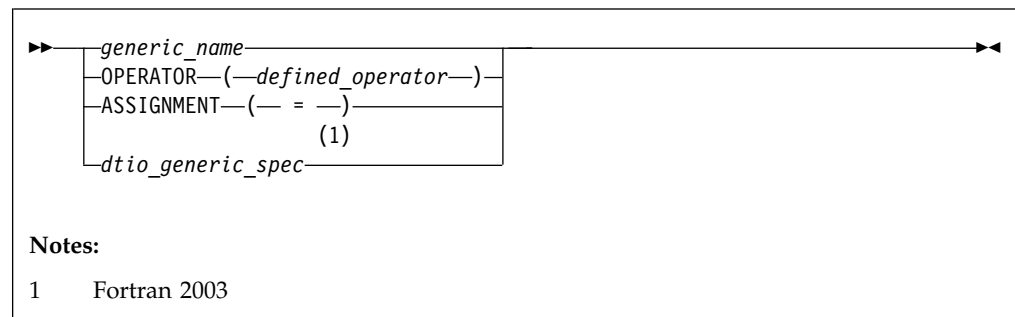 generic_name
OPERATOR ( defined_operator )
ASSIGNMENT ( = )
(1)
dtio_generic_spec
Notes:
1 Fortran 2003